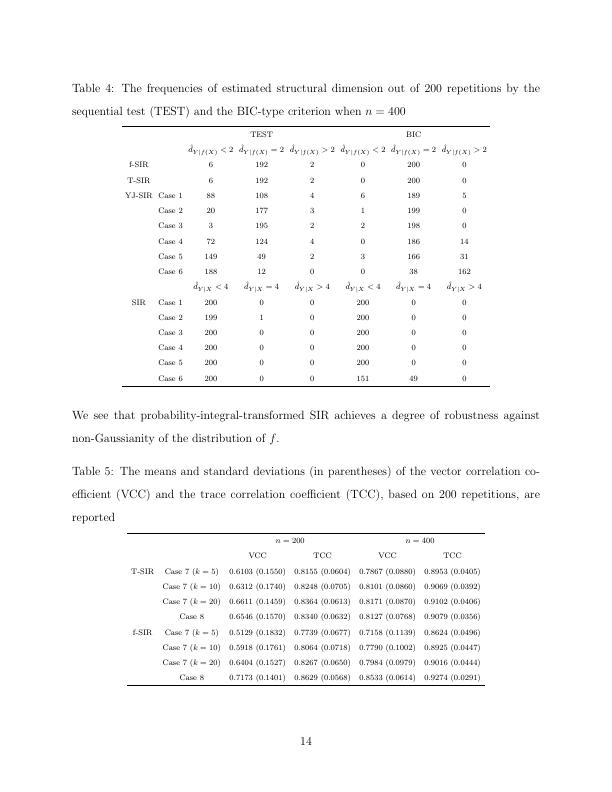 Table 4: The frequencies of estimated structural dimension out of 200 repetitions by the
sequential test (TEST) and the BIC-type criterion when n = 400
TEST BIC
d̂_{Y|f(X)} < 2 d̂_{Y|f(X)} = 2 d̂_{Y|f(X)} > 2 d̂_{Y|f(X)} < 2 d̂_{Y|f(X)} = 2 d̂_{Y|f(X)} > 2
f-SIR 6 192 2 0 200 0
T-SIR 6 192 2 0 200 0
YJ-SIR Case 1 88 108 4 6 189 5
Case 2 20 177 3 1 199 0
Case 3 3 195 2 2 198 0
Case 4 72 124 4 0 186 14
Case 5 149 49 2 3 166 31
Case 6 188 12 0 0 38 162
d̂_{Y|X} < 4 d̂_{Y|X} = 4 d̂_{Y|X} > 4 d̂_{Y|X} < 4 d̂_{Y|X} = 4 d̂_{Y|X} > 4
SIR Case 1 200 0 0 200 0 0
Case 2 199 1 0 200 0 0
Case 3 200 0 0 200 0 0
Case 4 200 0 0 200 0 0
Case 5 200 0 0 200 0 0
Case 6 200 0 0 151 49 0
We see that probability-integral-transformed SIR achieves a degree of robustness against
non-Gaussianity of the distribution of f.
Table 5: The means and standard deviations (in parentheses) of the vector correlation co-
efficient (VCC) and the trace correlation coefficient (TCC), based on 200 repetitions, are
reported
n = 200 n = 400
VCC TCC VCC TCC
T-SIR Case 7 (k = 5) 0.6103 (0.1550) 0.8155 (0.0604) 0.7867 (0.0880) 0.8953 (0.0405)
Case 7 (k = 10) 0.6312 (0.1740) 0.8248 (0.0705) 0.8101 (0.0860) 0.9069 (0.0392)
Case 7 (k = 20) 0.6611 (0.1459) 0.8364 (0.0613) 0.8171 (0.0870) 0.9102 (0.0406)
Case 8 0.6546 (0.1570) 0.8340 (0.0632) 0.8127 (0.0768) 0.9079 (0.0356)
f-SIR Case 7 (k = 5) 0.5129 (0.1832) 0.7739 (0.0677) 0.7158 (0.1139) 0.8624 (0.0496)
Case 7 (k = 10) 0.5918 (0.1761) 0.8064 (0.0718) 0.7790 (0.1002) 0.8925 (0.0447)
Case 7 (k = 20) 0.6404 (0.1527) 0.8267 (0.0650) 0.7984 (0.0979) 0.9016 (0.0444)
Case 8 0.7173 (0.1401) 0.8629 (0.0568) 0.8533 (0.0614) 0.9274 (0.0291)
14